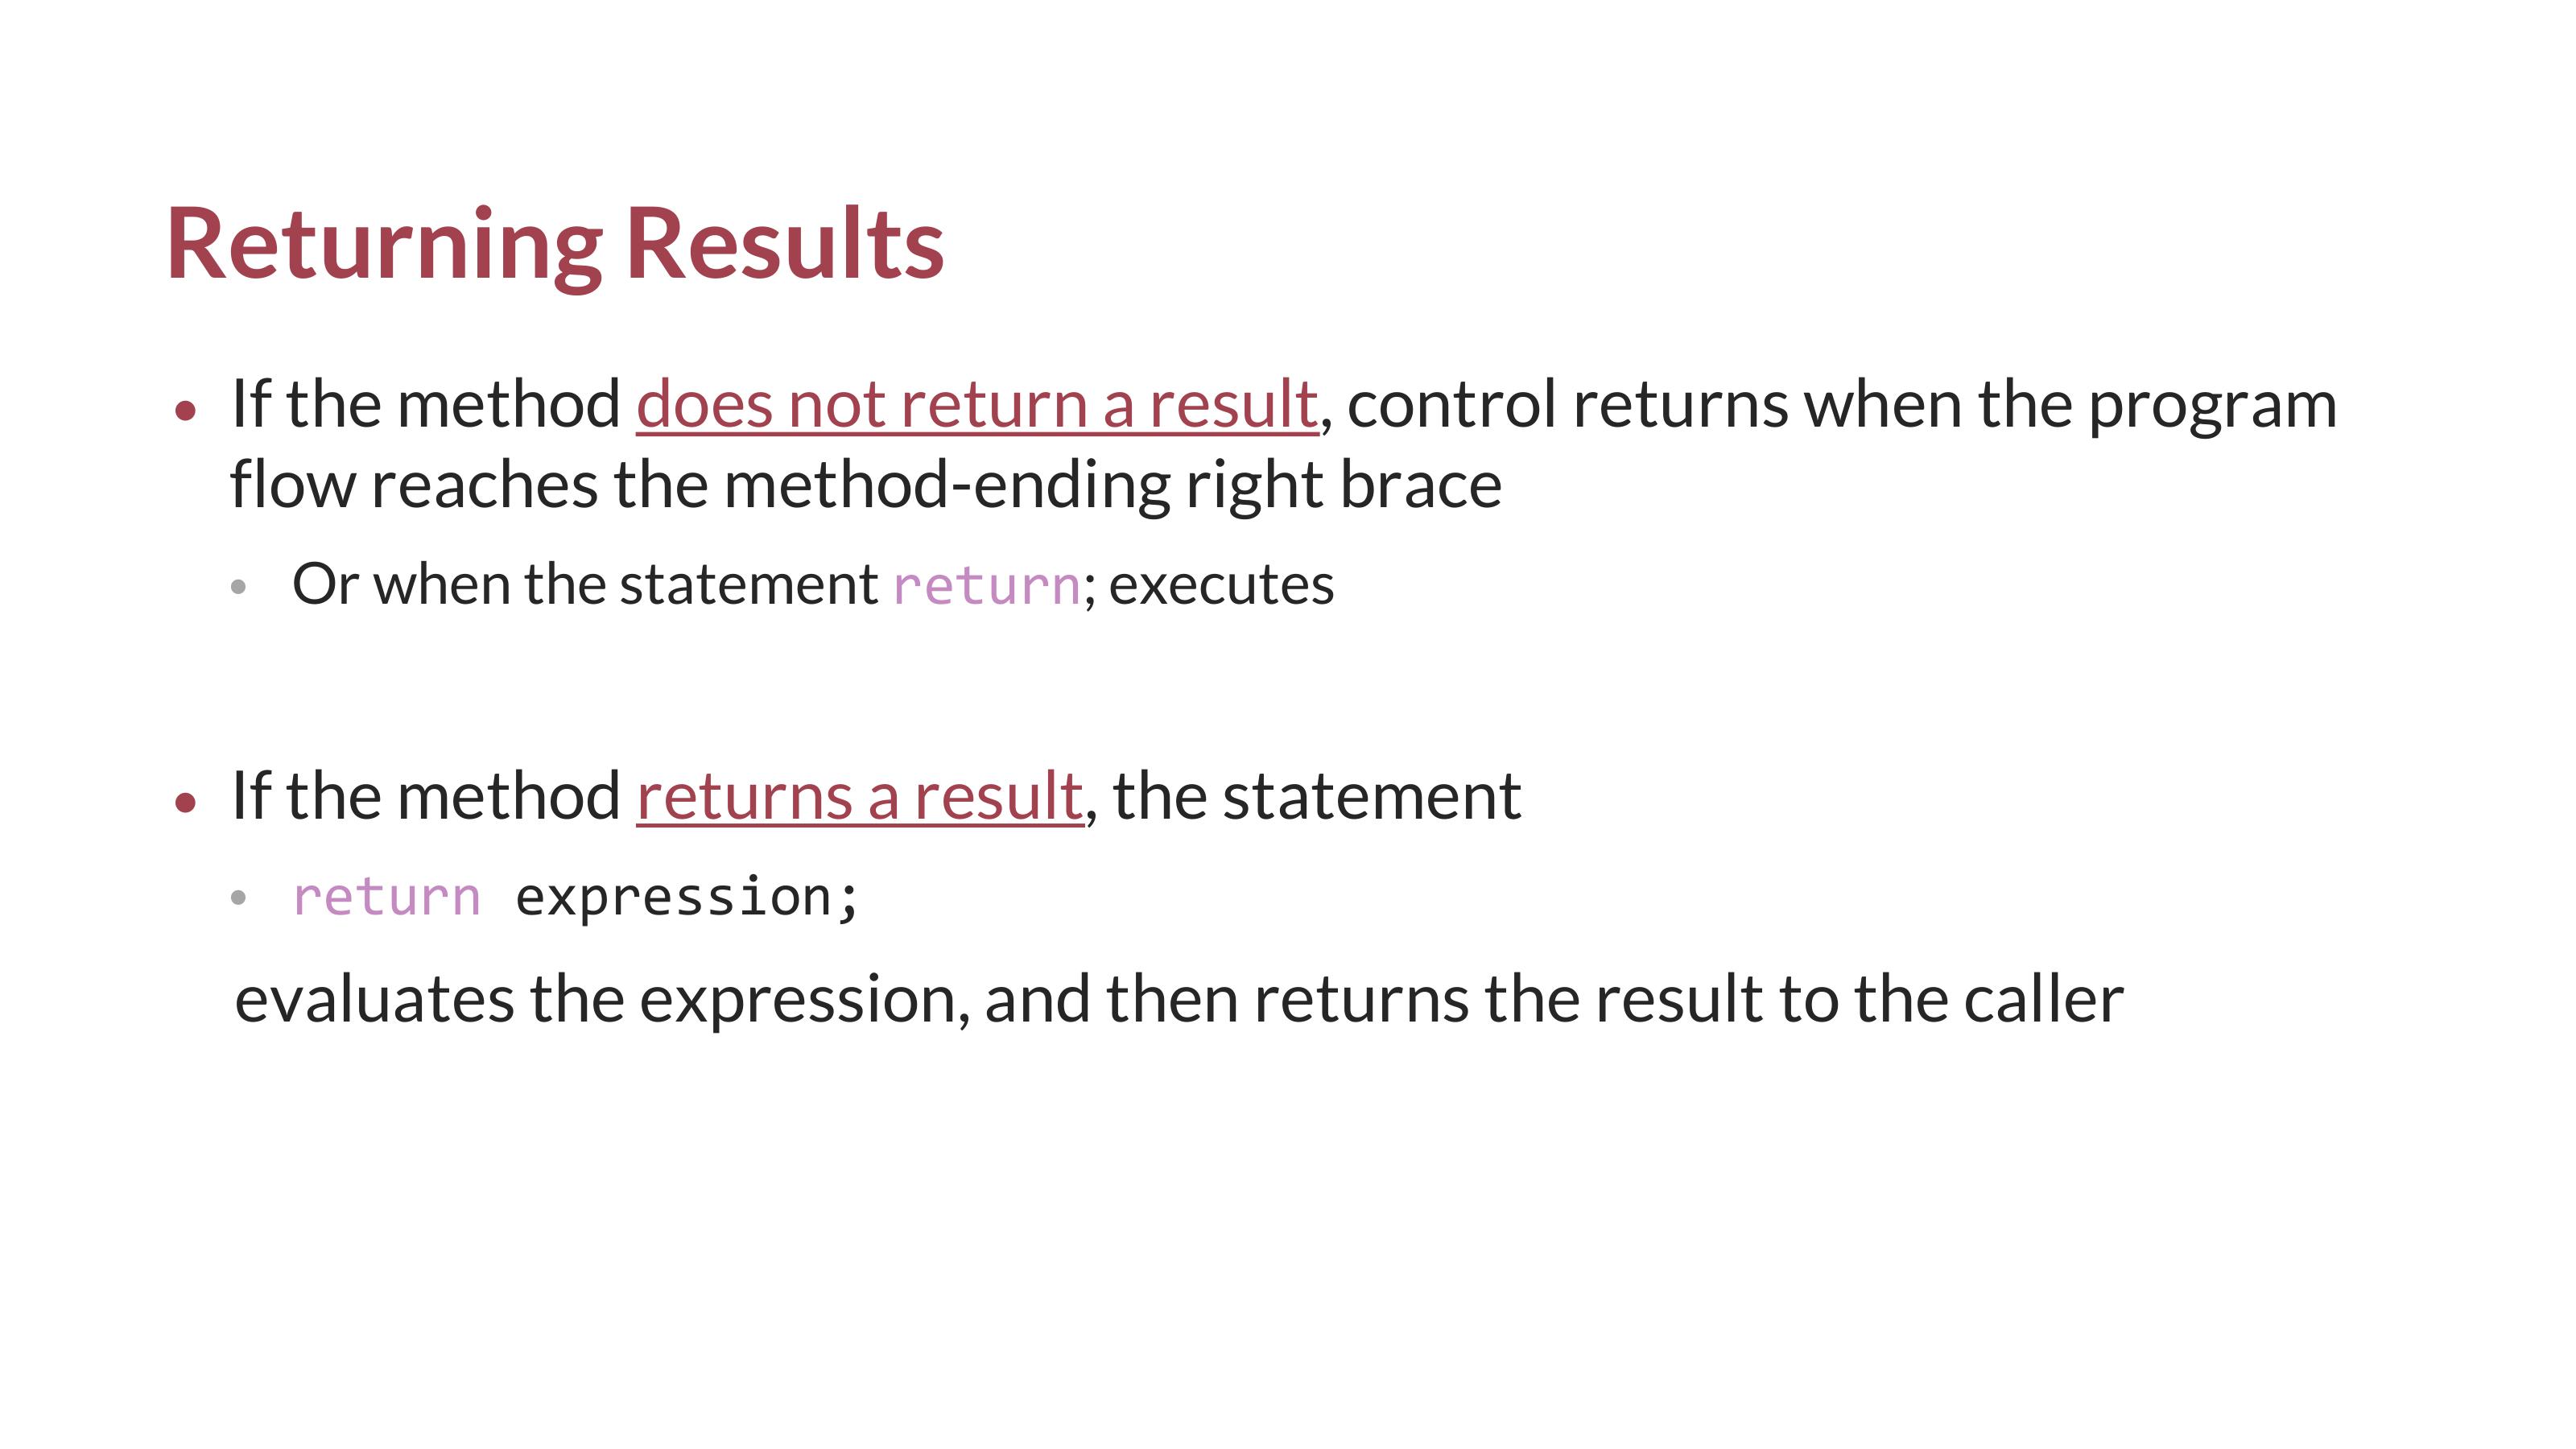 Returning Results
• If the method does not return a result, control returns when the program
flow reaches the method-ending right brace
• Or when the statement return; executes
• If the method returns a result, the statement
• return expression;
evaluates the expression, and then returns the result to the caller